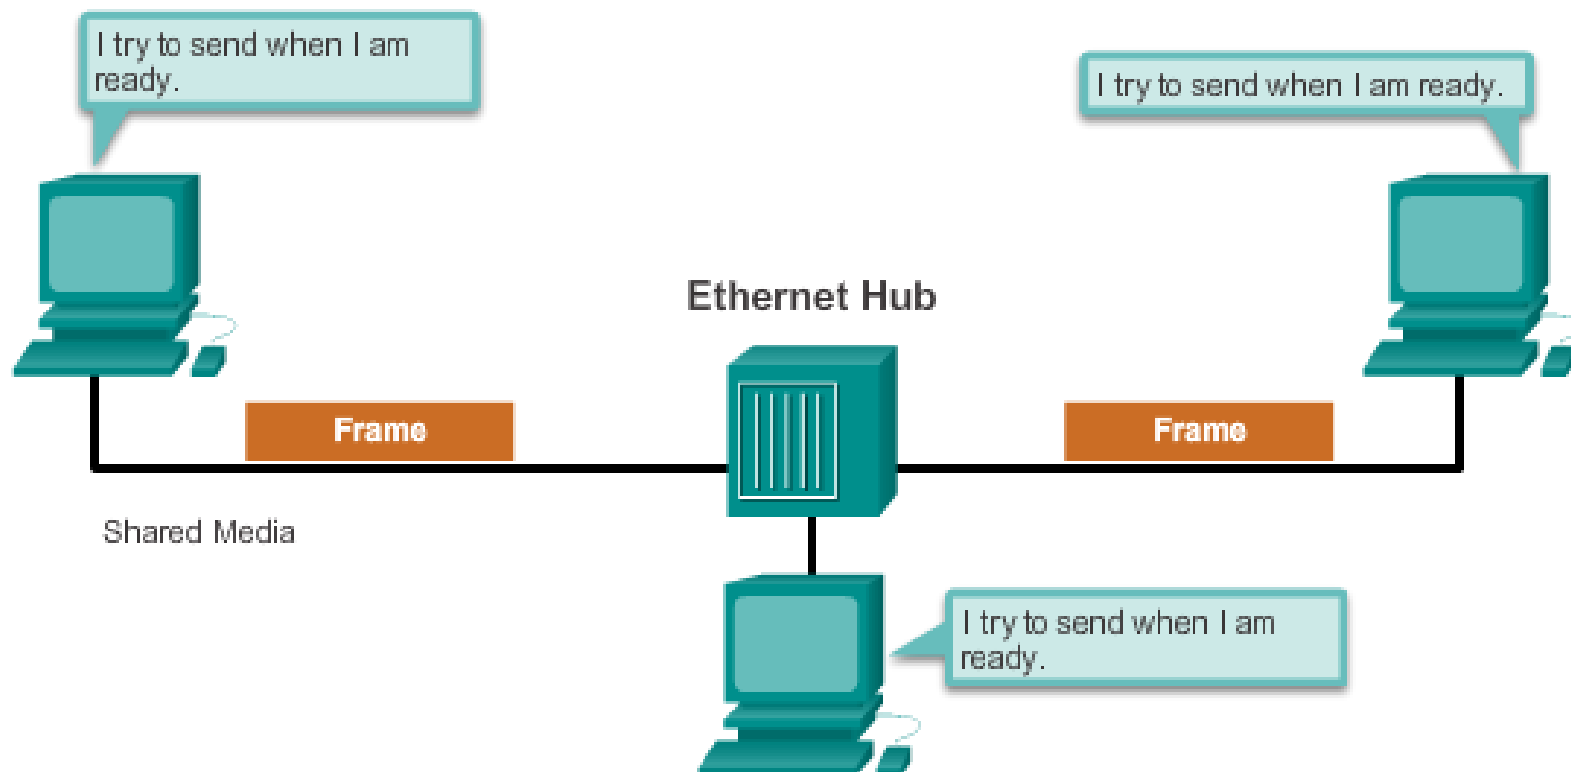 I try to send when I am
ready.
I try to send when I am ready.
Ethernet Hub
Frame
Frame
Shared Media
I try to send when I am
ready.